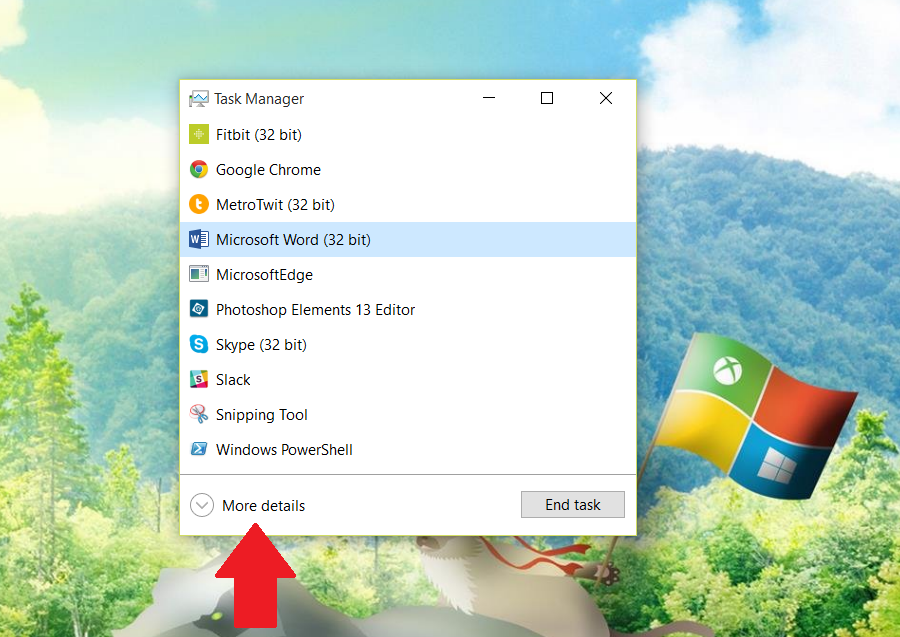 Task Manager
Fitbit (32 bit)
Google Chrome
MetroTwit (32 bit)
Microsoft Word (32 bit)
MicrosoftEdge
Photoshop Elements 13 Editor
Skype (32 bit)
Slack
Snipping Tool
Windows PowerShell
More details
End task